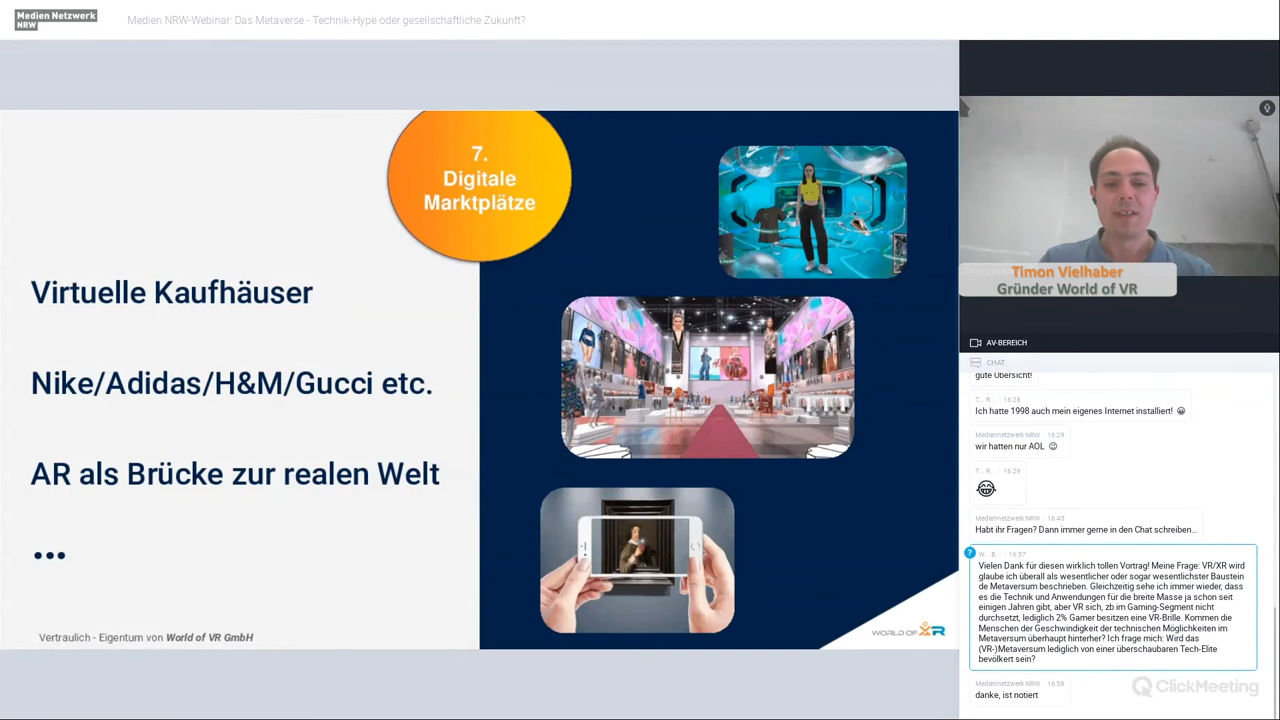 Medien Netzwerk
NRW
Medien.NRW-Webinar: Das Metaverse - Technik-Hype oder gesellschaftliche Zukunft?
7.
Digitale
Marktplätze
Virtuelle Kaufhäuser
Nike/Adidas/H&M/Gucci etc.
AR als Brücke zur realen Welt
...
Vertraulich - Eigentum von World of VR GmbH
WORLD OF XR
Timon Vielhaber
Gründer World of VR
AV-BEREICH
CHAT
gute Übersicht!
T... R... · 16:28
Ich hatte 1998 auch mein eigenes Internet installiert! 😀
Mediennetzwerk NRW · 16:29
wir hatten nur AOL 😉
T... R... · 16:29
😂
Mediennetzwerk NRW · 16:45
Habt ihr Fragen? Dann immer gerne in den Chat schreiben...
? W... B... · 16:57
Vielen Dank für diesen wirklich tollen Vortrag! Meine Frage: VR/XR wird
glaube ich überall als wesentlicher oder sogar wesentlichster Baustein
de Metaversum beschrieben. Gleichzeitig sehe ich immer wieder, dass
es die Technik und Anwendungen für die breite Masse ja schon seit
einigen Jahren gibt, aber VR sich, zb im Gaming-Segment nicht
durchsetzt, lediglich 2% Gamer besitzen eine VR-Brille. Kommen die
Menschen der Geschwindigkeit der technischen Möglichkeiten im
Metaversum überhaupt hinterher? Ich frage mich: Wird das
(VR-)Metaversum lediglich von einer überschaubaren Tech-Elite
bevölkert sein?
Mediennetzwerk NRW · 16:58
danke, ist notiert
ClickMeeting